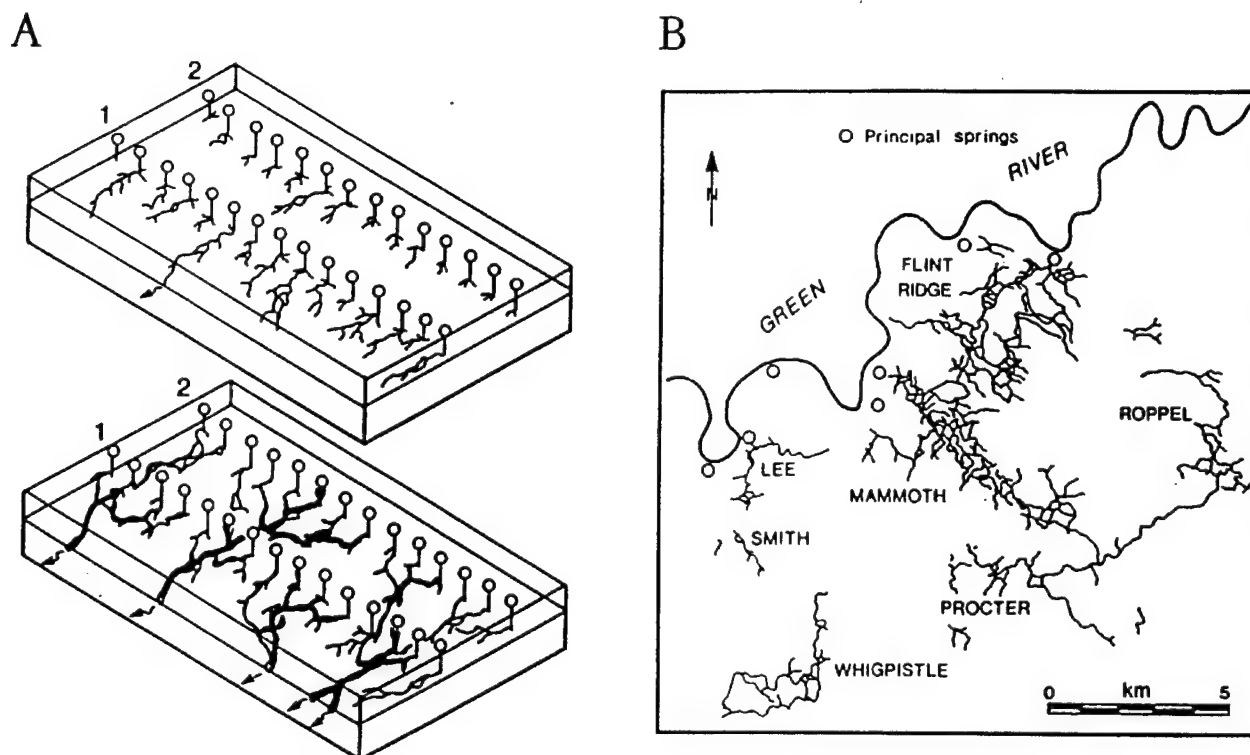 A
1
2
1
2
B
Principal springs
RIVER
N
GREEN
FLINT
RIDGE
ROPPEL
LEE
MAMMOTH
SMITH
PROCTER
WHIGPISTLE
0 km 5